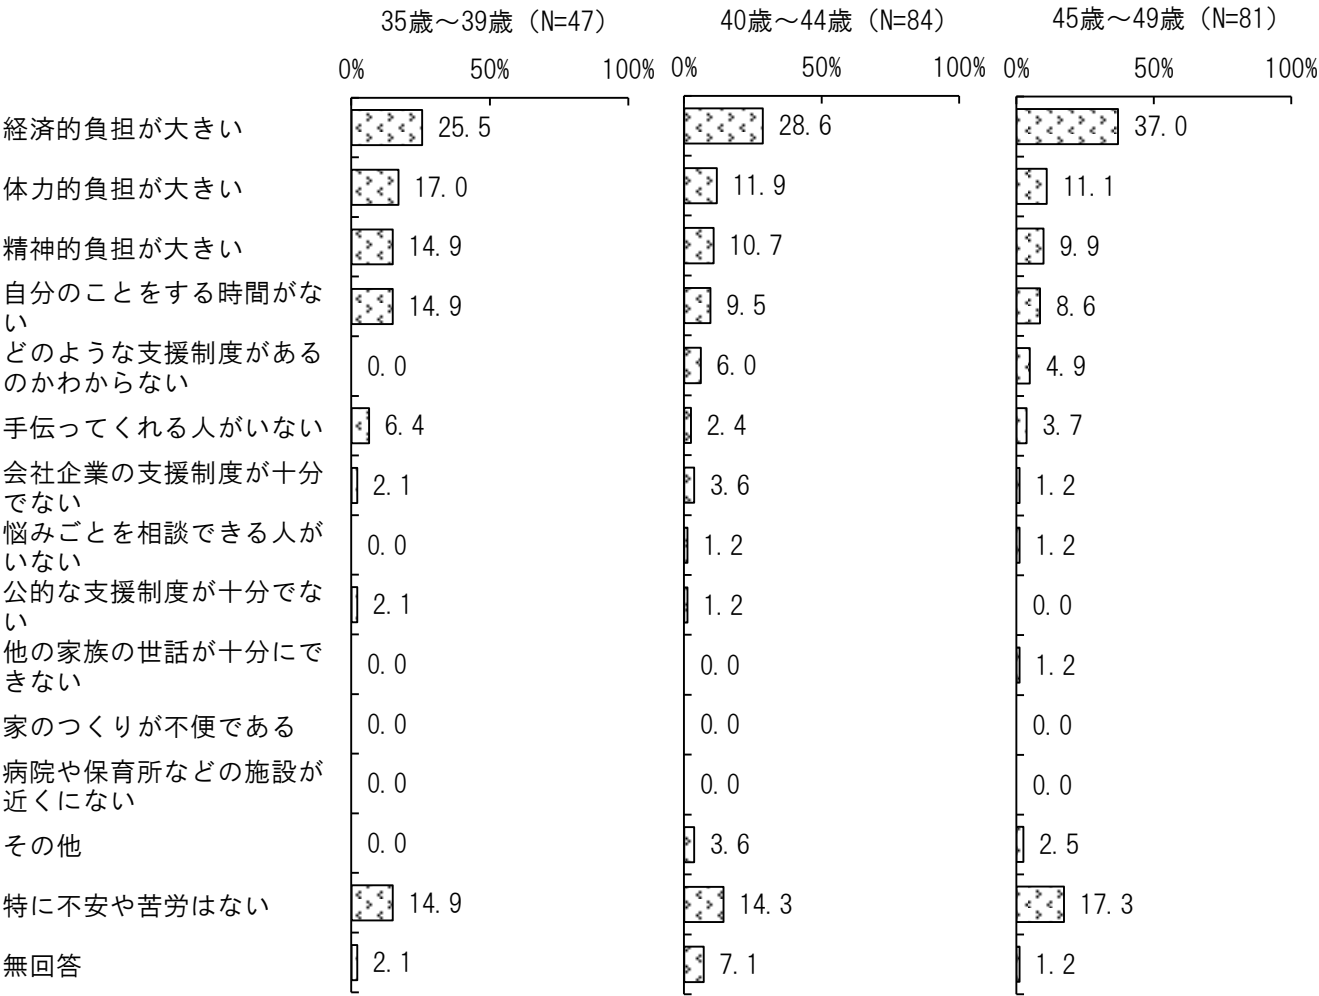 35歳～39歳（N=47） 40歳～44歳（N=84） 45歳～49歳（N=81）
0% 50% 100% 0% 50% 100% 0% 50% 100%
経済的負担が大きい 25.5 28.6 37.0
体力的負担が大きい 17.0 11.9 11.1
精神的負担が大きい 14.9 10.7 9.9
自分のことをする時間がな
い 14.9 9.5 8.6
どのような支援制度がある
のかわからない 0.0 6.0 4.9
手伝ってくれる人がいない 6.4 2.4 3.7
会社企業の支援制度が十分
でない 2.1 3.6 1.2
悩みごとを相談できる人が
いない 0.0 1.2 1.2
公的な支援制度が十分でな
い 2.1 1.2 0.0
他の家族の世話が十分にで
きない 0.0 0.0 1.2
家のつくりが不便である 0.0 0.0 0.0
病院や保育所などの施設が
近くにない 0.0 0.0 0.0
その他 0.0 3.6 2.5
特に不安や苦労はない 14.9 14.3 17.3
無回答 2.1 7.1 1.2